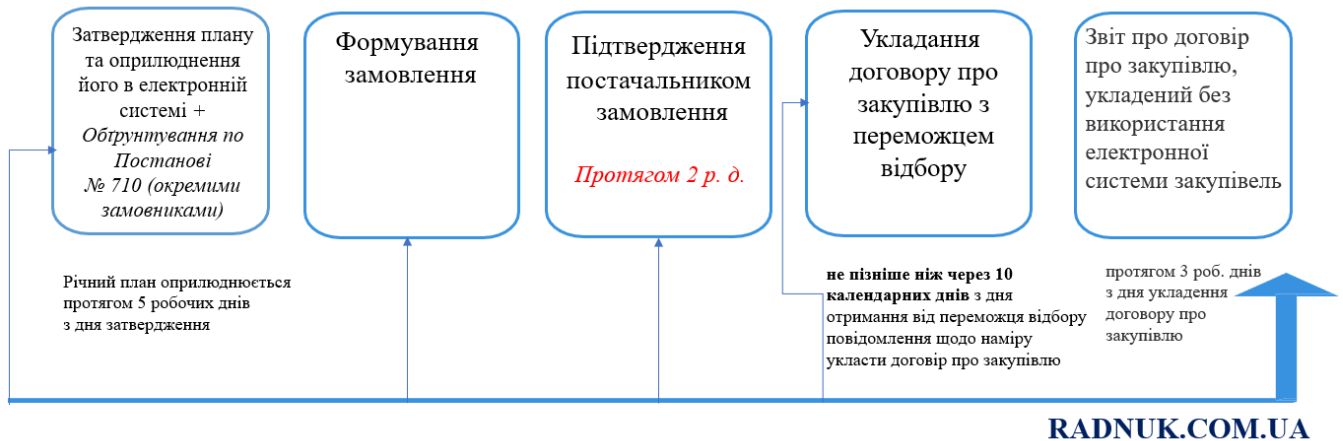 Затвердження плану
та оприлюднення
його в електронній
системі +
Обґрунтування по
Постанові
№ 710 (окремими
замовниками)
Формування
замовлення
Підтвердження
постачальником
замовлення
Протягом 2 р. д.
Укладання
договору про
закупівлю з
переможцем
відбору
Звіт про договір
про закупівлю,
укладений без
використання
електронної
системи закупівель
Річний план оприлюднюється
протягом 5 робочих днів
з дня затвердження
не пізніше ніж через 10
календарних днів з дня
отримання від переможця відбору
повідомлення щодо наміру
укласти договір про закупівлю
протягом 3 роб. днів
з дня укладення
договору про
закупівлю
RADNUK.COM.UA